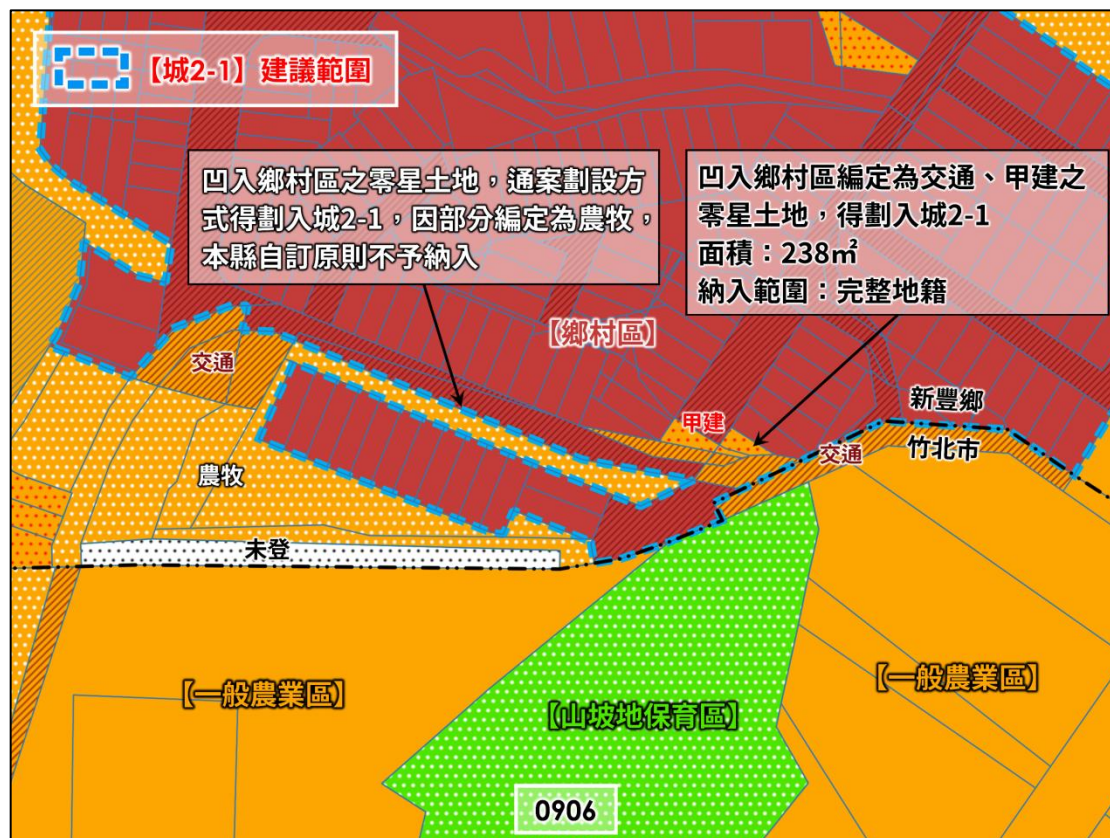 【城2-1】建議範圍
凹入鄉村區之零星土地，通案劃設方
式得劃入城2-1，因部分編定為農牧，
本縣自訂原則不予納入
凹入鄉村區編定為交通、甲建之
零星土地，得劃入城2-1
面積：238㎡
納入範圍：完整地籍
【鄉村區】
交通
甲建
新豐鄉
交通
竹北市
農牧
未登
【一般農業區】
【一般農業區】
【山坡地保育區】
0906